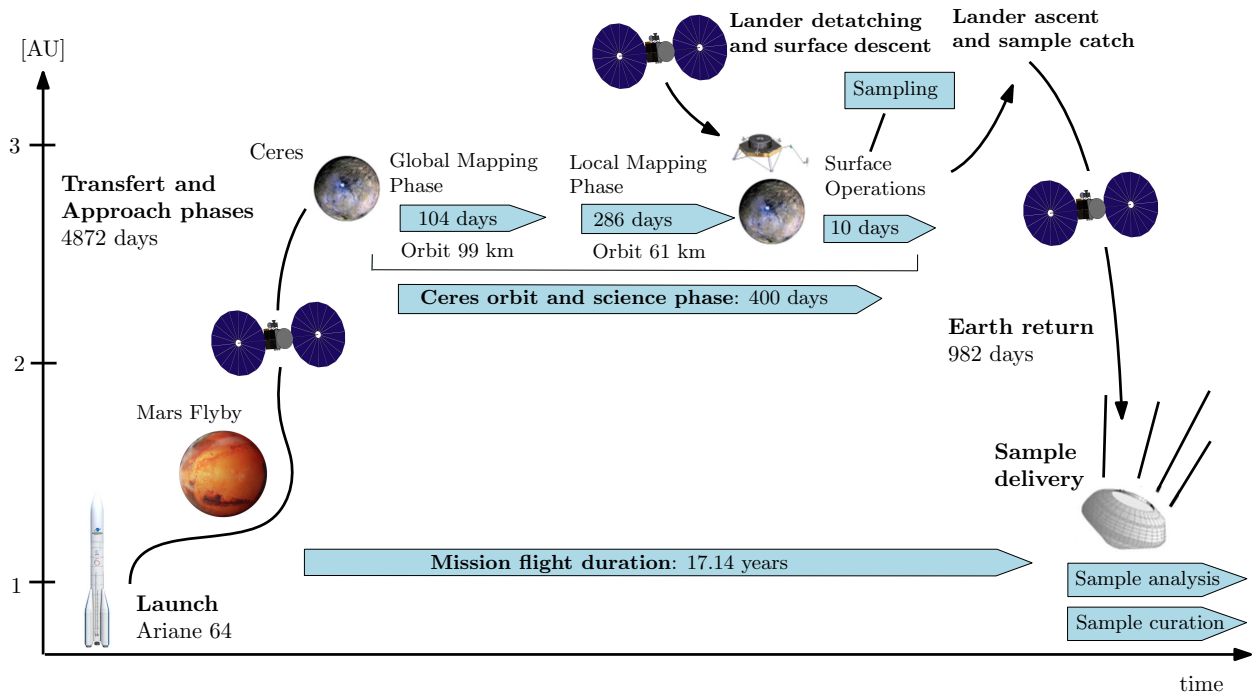 [AU]
3
2
1
Transfert and
Approach phases
4872 days
Ceres
Global Mapping
Phase
104 days
Orbit 99 km
Local Mapping
Phase
286 days
Orbit 61 km
Lander detatching
and surface descent
Sampling
Surface
Operations
10 days
Lander ascent
and sample catch
Ceres orbit and science phase: 400 days
Earth return
982 days
Mars Flyby
Sample
delivery
Mission flight duration: 17.14 years
Launch
Ariane 64
Sample analysis
Sample curation
time